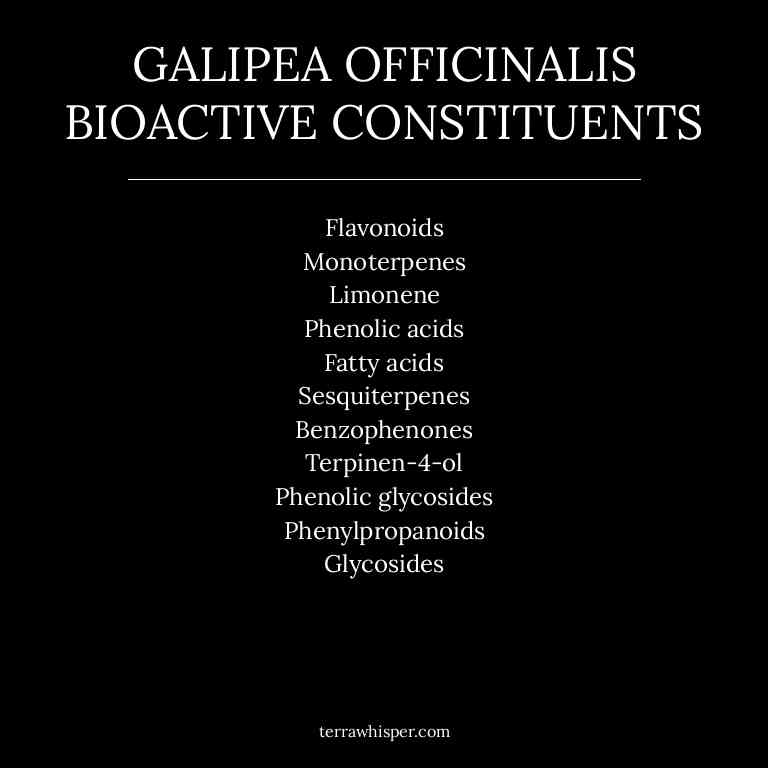 GALIPEA OFFICINALIS
BIOACTIVE CONSTITUENTS
Flavonoids
Monoterpenes
Limonene
Phenolic acids
Fatty acids
Sesquiterpenes
Benzophenones
Terpinen-4-ol
Phenolic glycosides
Phenylpropanoids
Glycosides
terrawhisper.com